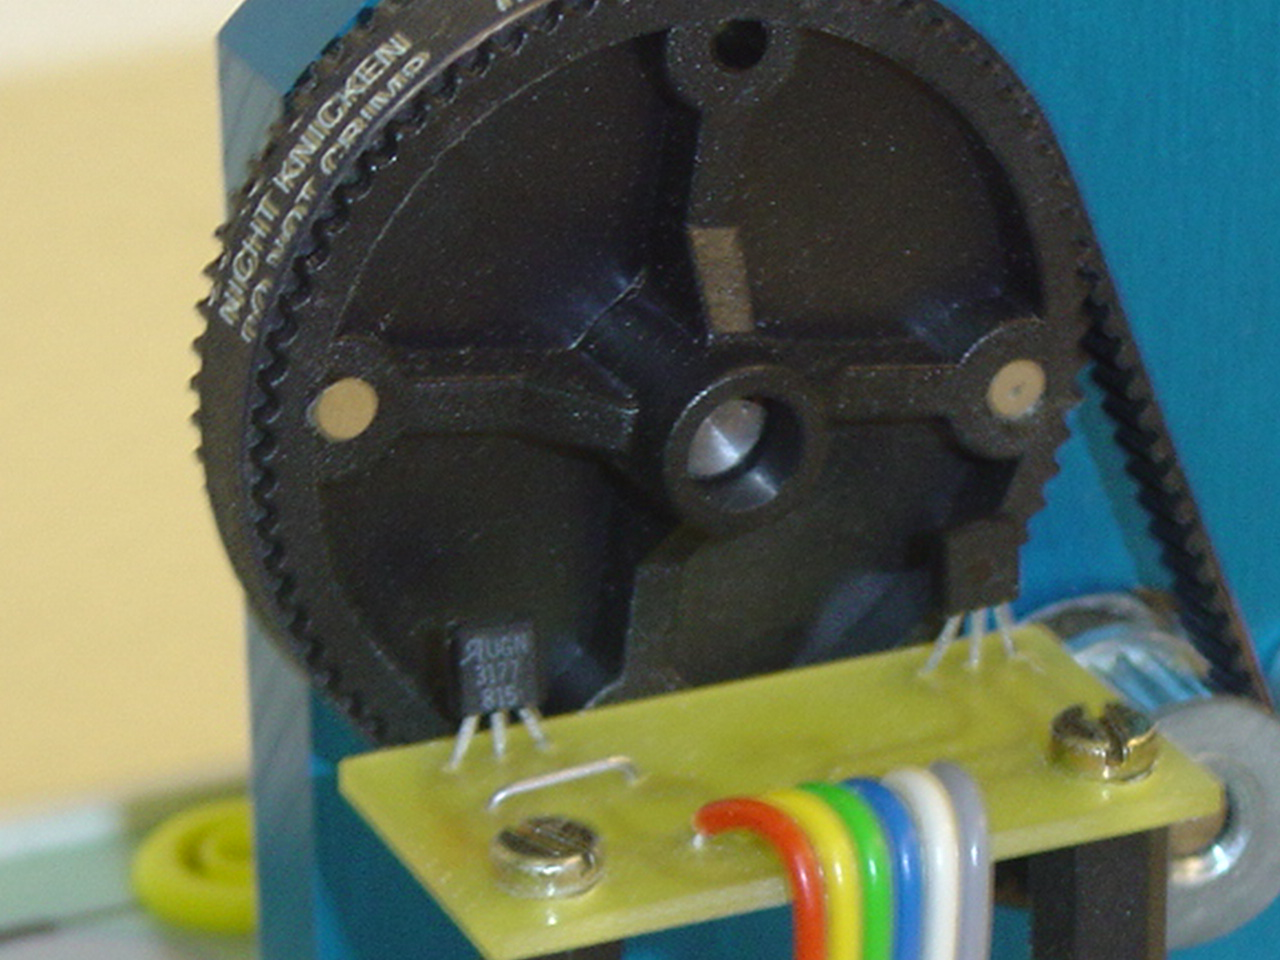 NICHT KNICKEN
DO NOT CRIMP
UGN
3177
815